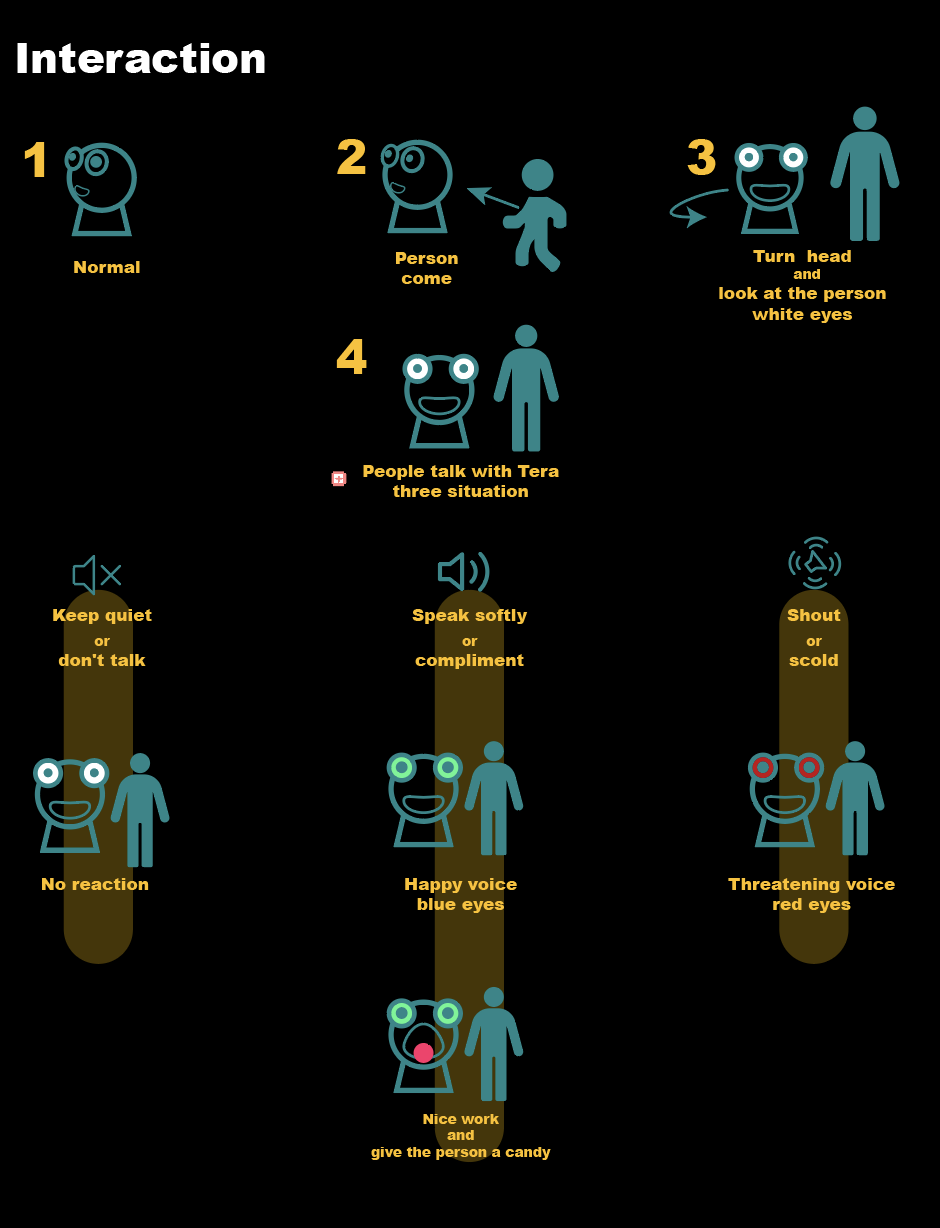 Interaction
1
Normal
2
Person
come
3
Turn  head
and
look at the person
white eyes
4
People talk with Tera
three situation
Keep quiet
or
don't talk
No reaction
Speak softly
or
compliment
Happy voice
blue eyes
Nice work
and
give the person a candy
Shout
or
scold
Threatening voice
red eyes